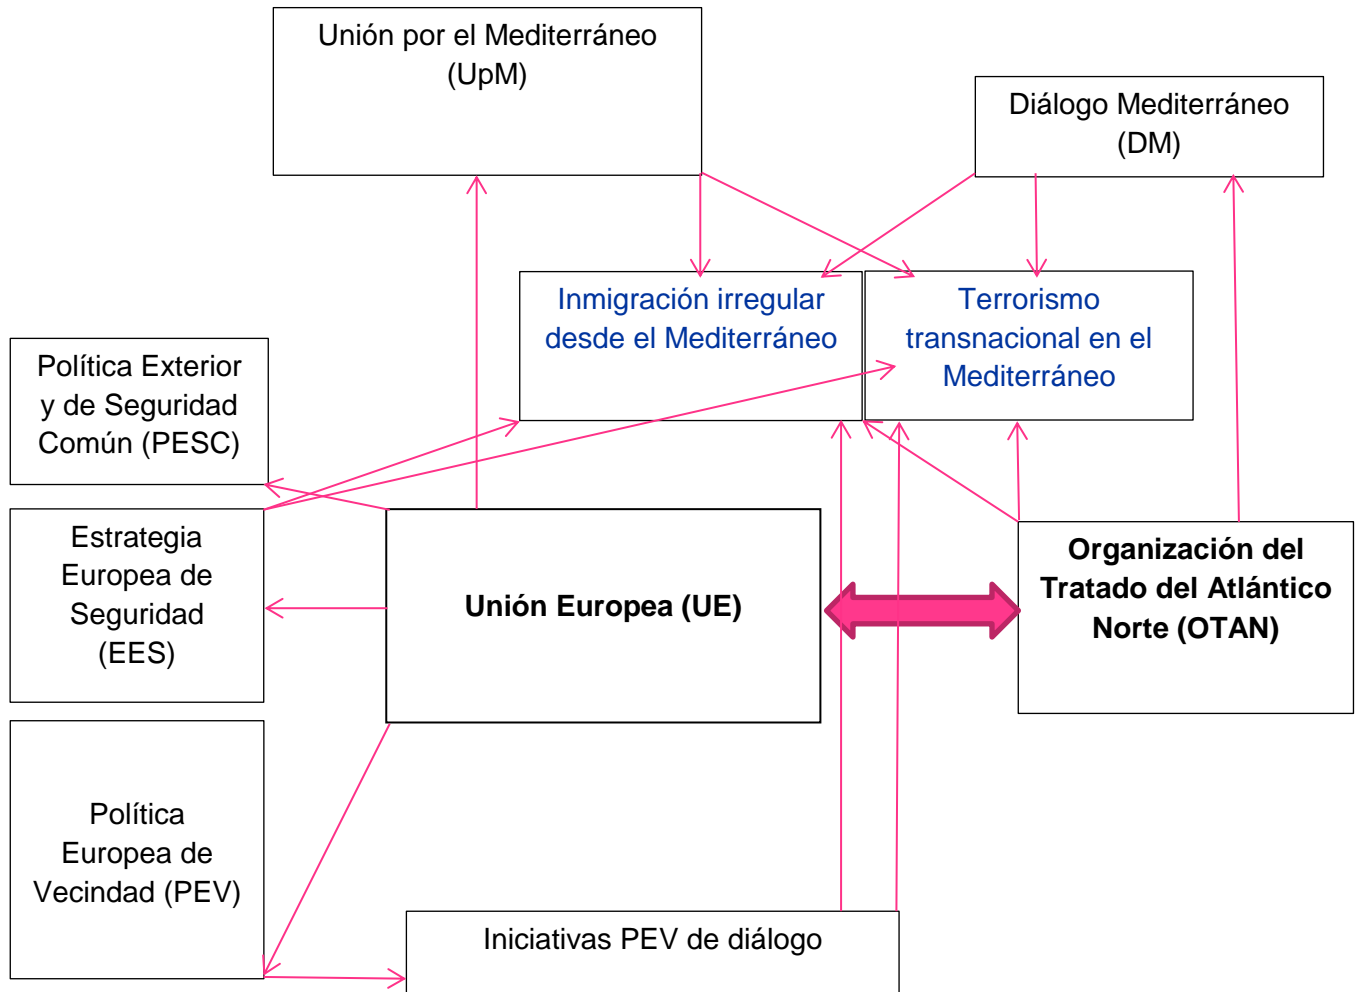 Unión por el Mediterráneo
(UpM)
Diálogo Mediterráneo
(DM)
Inmigración irregular
desde el Mediterráneo
Terrorismo
transnacional en el
Mediterráneo
Política Exterior
y de Seguridad
Común (PESC)
Estrategia
Europea de
Seguridad
(EES)
Unión Europea (UE)
Organización del
Tratado del Atlántico
Norte (OTAN)
Política
Europea de
Vecindad (PEV)
Iniciativas PEV de diálogo